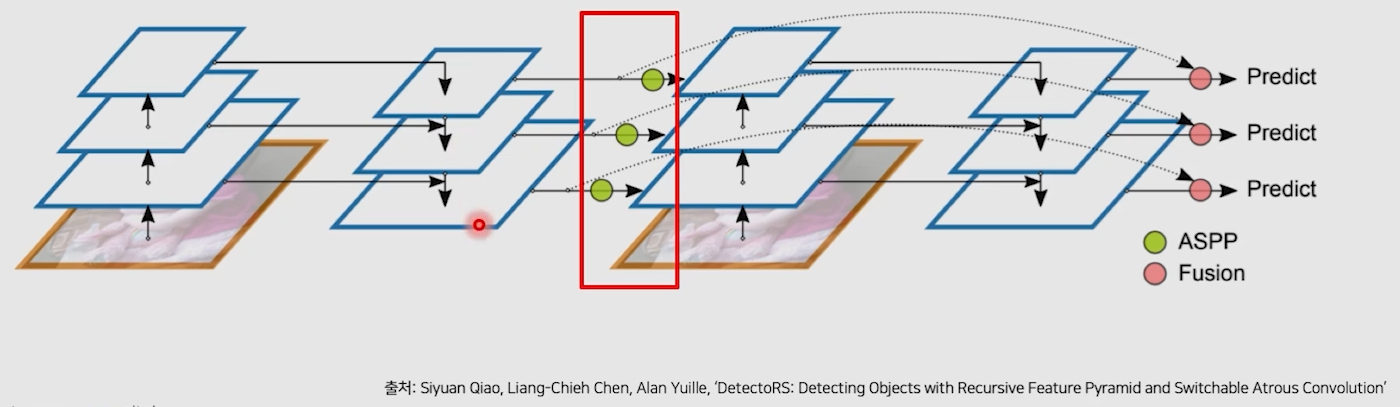 Predict
Predict
Predict
ASPP
Fusion
출처: Siyuan Qiao, Liang-Chieh Chen, Alan Yuille, ‘DetectoRS: Detecting Objects with Recursive Feature Pyramid and Switchable Atrous Convolution’